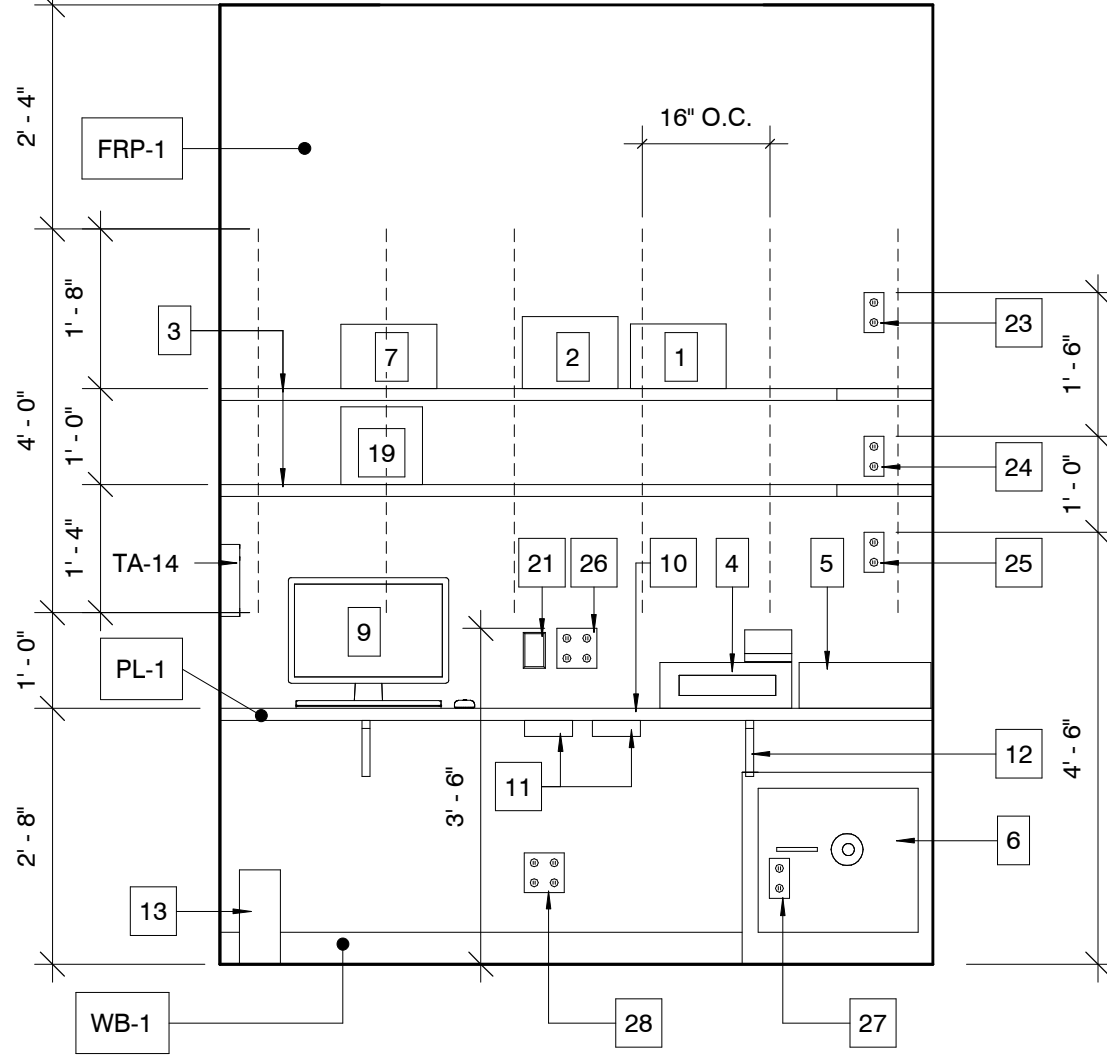 2' - 4"
FRP-1
16" O.C.
1' - 8"
3
7
2
1
23
1' - 6"
4' - 0"
1' - 0"
19
24
1' - 0"
1' - 4"
TA-14
21
26
10
4
5
25
9
1' - 0"
PL-1
12
4' - 6"
11
3' - 6"
2' - 8"
6
13
WB-1
28
27